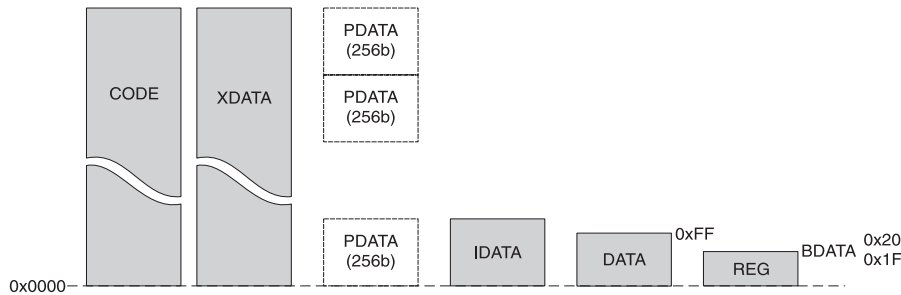 PDATA
(256b)
CODE
XDATA
PDATA
(256b)
PDATA
(256b)
IDATA
DATA
0xFF
REG
BDATA
0x20
0x1F
0x0000